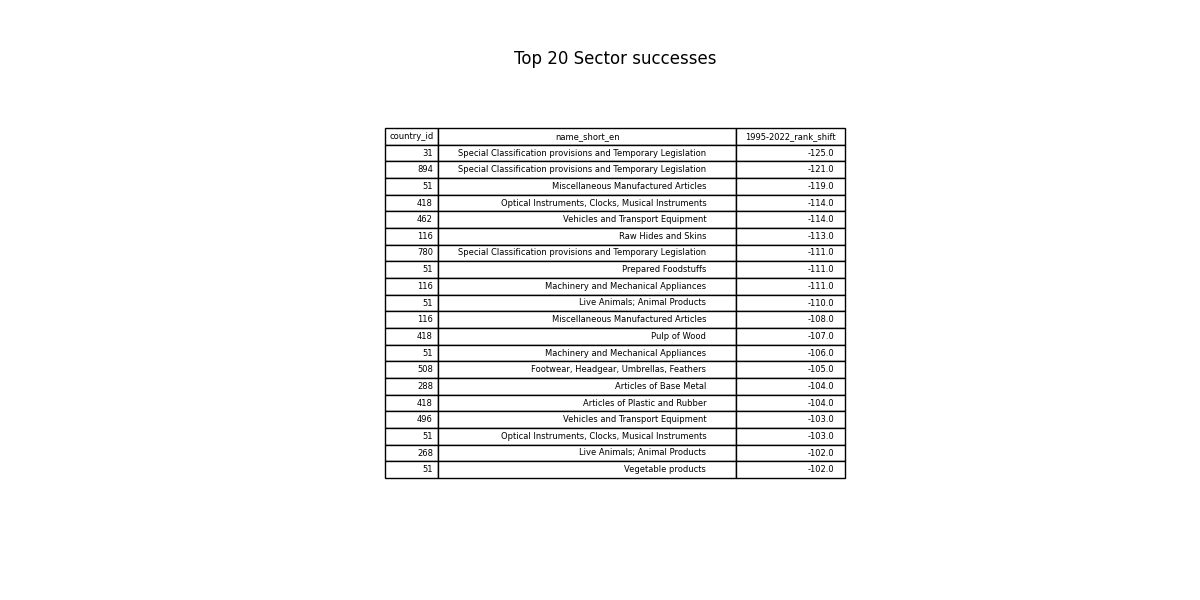 Top 20 Sector successes
country_id name_short_en 1995-2022_rank_shift
31 Special Classification provisions and Temporary Legislation -125.0
894 Special Classification provisions and Temporary Legislation -121.0
51 Miscellaneous Manufactured Articles -119.0
418 Optical Instruments, Clocks, Musical Instruments -114.0
462 Vehicles and Transport Equipment -114.0
116 Raw Hides and Skins -113.0
780 Special Classification provisions and Temporary Legislation -111.0
51 Prepared Foodstuffs -111.0
116 Machinery and Mechanical Appliances -111.0
51 Live Animals; Animal Products -110.0
116 Miscellaneous Manufactured Articles -108.0
418 Pulp of Wood -107.0
51 Machinery and Mechanical Appliances -106.0
508 Footwear, Headgear, Umbrellas, Feathers -105.0
288 Articles of Base Metal -104.0
418 Articles of Plastic and Rubber -104.0
496 Vehicles and Transport Equipment -103.0
51 Optical Instruments, Clocks, Musical Instruments -103.0
268 Live Animals; Animal Products -102.0
51 Vegetable products -102.0